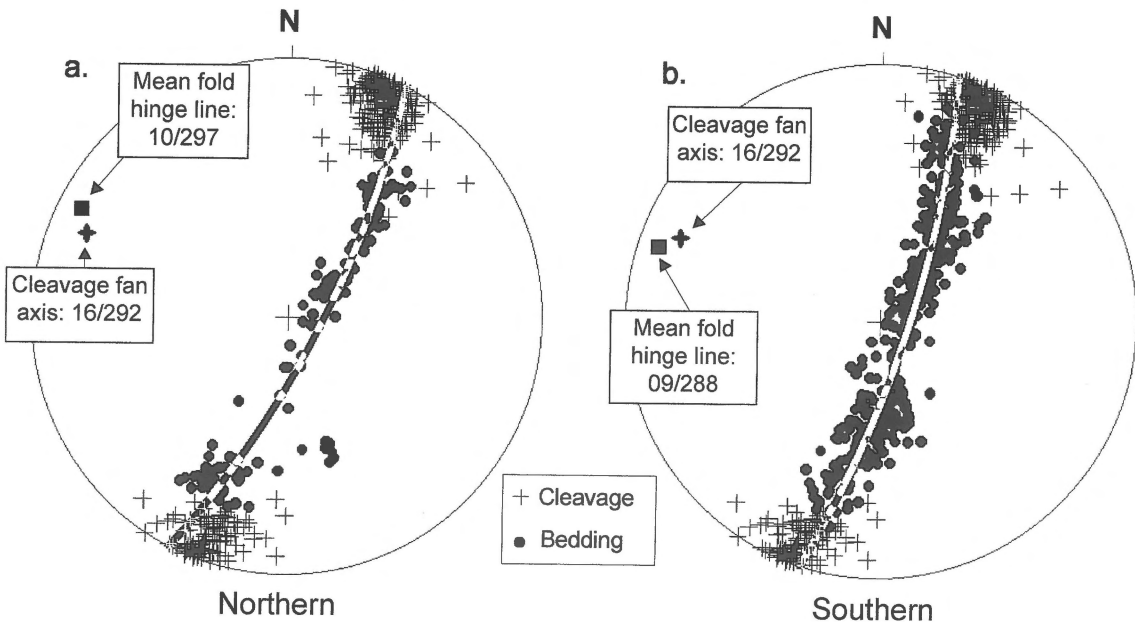 N
a.
Mean fold
hinge line:
10/297
Cleavage fan
axis: 16/292
Northern
N
b.
Cleavage fan
axis: 16/292
Mean fold
hinge line:
09/288
Cleavage
Bedding
Southern